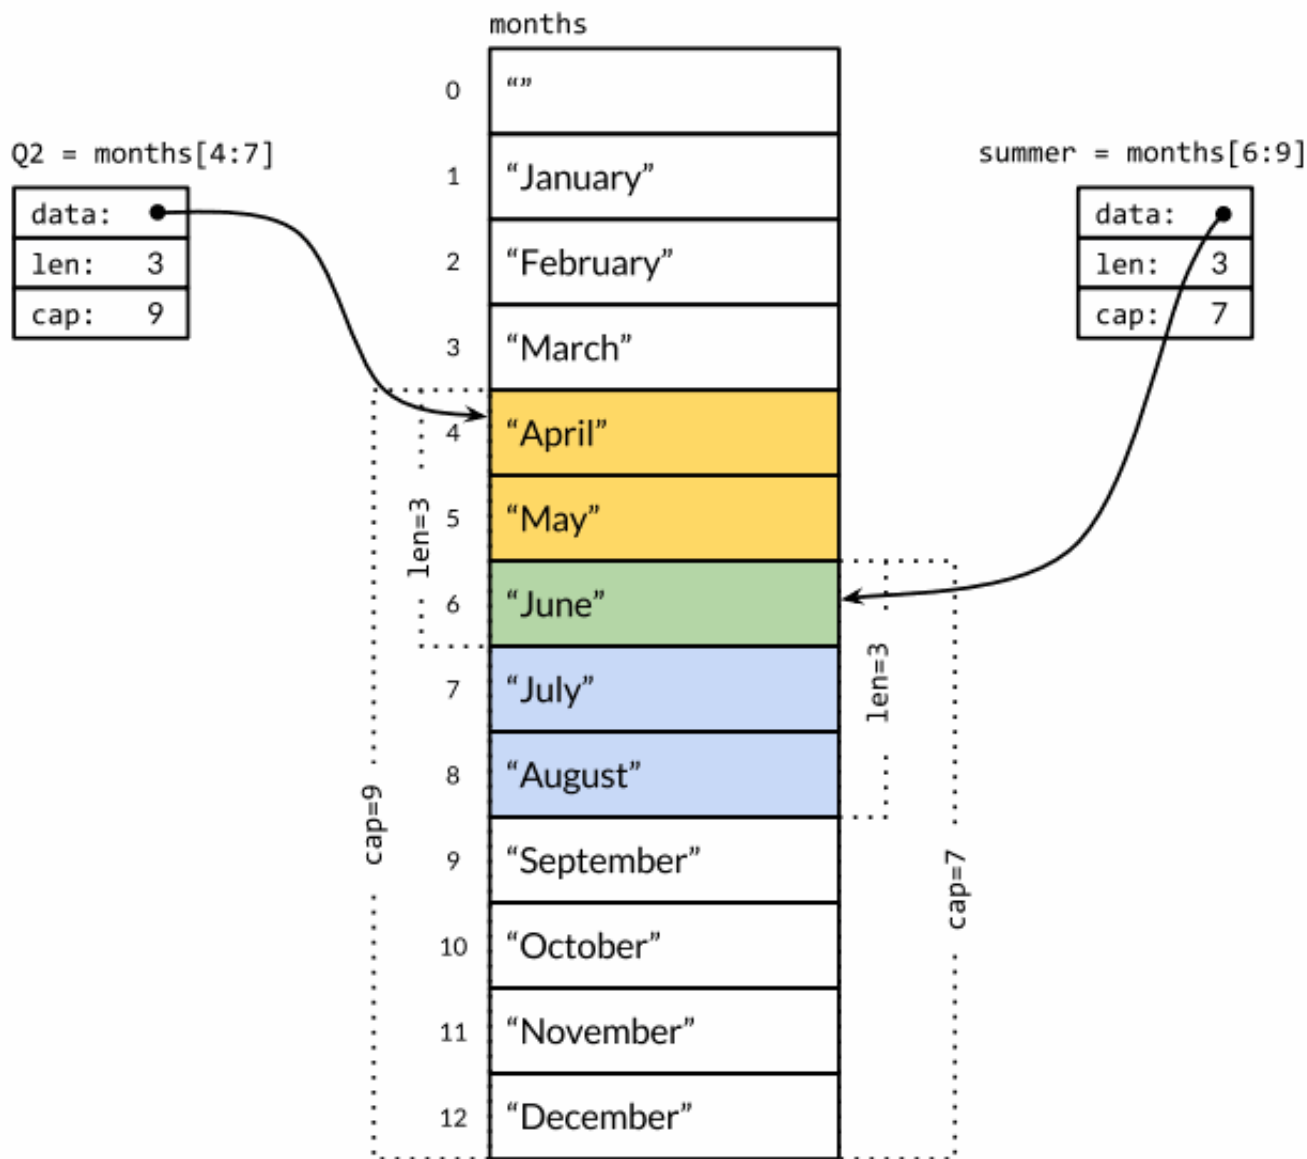 months
0 “”
Q2 = months[4:7]
summer = months[6:9]
1 “January”
data:
data:
len: 3
2 “February”
len: 3
cap: 9
cap: 7
3 “March”
4 “April”
5 “May”
len=3
6 “June”
len=3
7 “July”
8 “August”
cap=9
9 “September”
cap=7
10 “October”
11 “November”
12 “December”